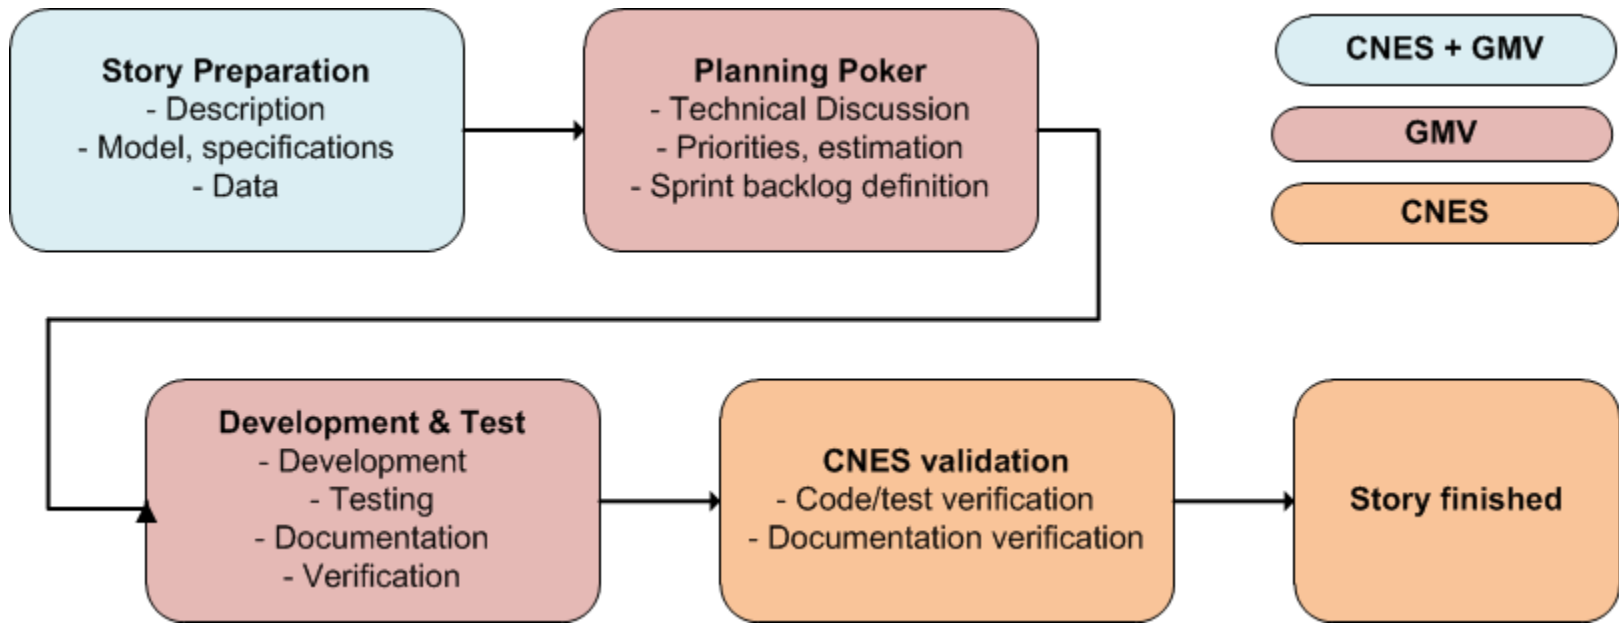 Story Preparation
- Description
- Model, specifications
- Data
Planning Poker
- Technical Discussion
- Priorities, estimation
- Sprint backlog definition
CNES + GMV
GMV
CNES
Development & Test
- Development
- Testing
- Documentation
- Verification
CNES validation
- Code/test verification
- Documentation verification
Story finished